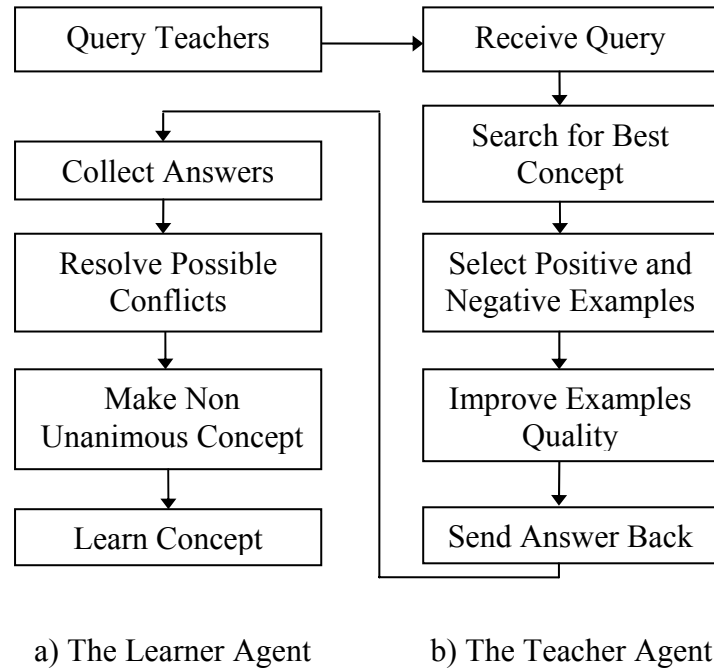 Query Teachers
Receive Query
Search for Best
Concept
Collect Answers
Resolve Possible
Conflicts
Select Positive and
Negative Examples
Make Non
Unanimous Concept
Improve Examples
Quality
Learn Concept
Send Answer Back
a) The Learner Agent
b) The Teacher Agent